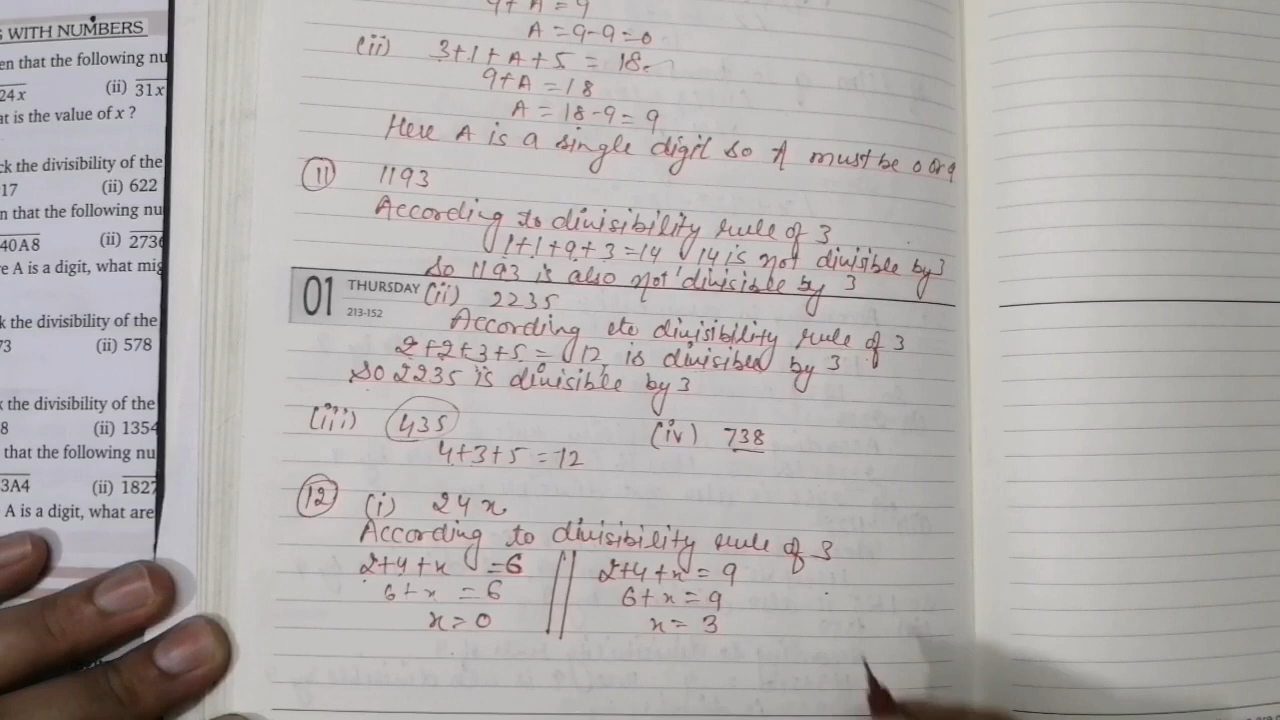 G WITH NUMBERS
en that the following nu
24x (ii) 31x
at is the value of x ?
ck the divisibility of the
17 (ii) 622
n that the following nu
40A8 (ii) 2736
re A is a digit, what mig
k the divisibility of the
73 (ii) 578
k the divisibility of the
8 (ii) 1354
that the following nu
3A4 (ii) 1827
A is a digit, what are
9+A = 9
A = 9-9 = 0
(ii) 3+1+A+5 = 18
9+A = 18
A = 18-9 = 9
Here A is a single digit so A must be 0 or 9
11 1193
According to divisibility rule of 3
1+1+9+3 = 14 14 is not divisible by 3
So 1193 is also not divisible by 3
01 THURSDAY
213-152
(ii) 2235
According to divisibility rule of 3
2+2+3+5 = 12 is divisible by 3
So 2235 is divisible by 3
(iii) 435 (iv) 738
4+3+5 = 12
12 (i) 24x
According to divisibility rule of 3
2+4+x = 6 2+4+x = 9
6+x = 6 6+x = 9
x = 0 x = 3